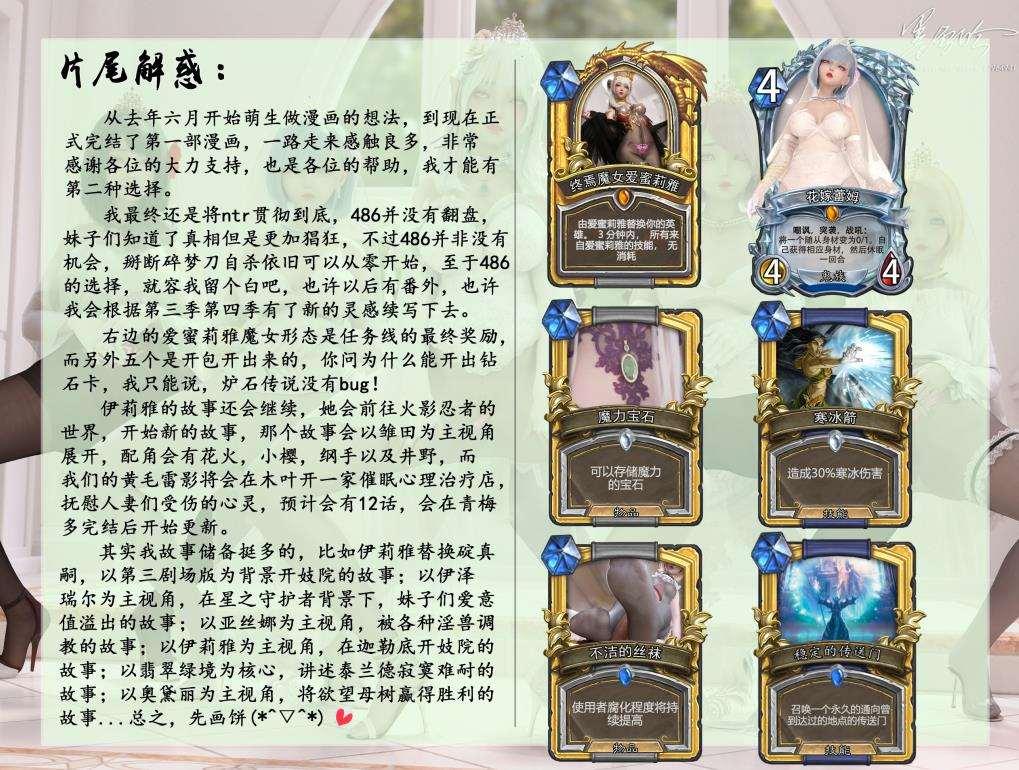 片尾解惑：
从去年六月开始萌生做漫画的想法，到现在正
式完结了第一部漫画，一路走来感触良多，非常
感谢各位的大力支持，也是各位的帮助，我才能有
第二种选择。
我最终还是将ntr贯彻到底，486并没有翻盘，
妹子们知道了真相但是更加猖狂，不过486并非没有
机会，掰断碎梦刀自杀依旧可以从零开始，至于486
的选择，就容我留个白吧，也许以后有番外，也许
我会根据第三季第四季有了新的灵感续写下去。
右边的爱蜜莉雅魔女形态是任务线的最终奖励，
而另外五个是开包开出来的，你问为什么能开出钻
石卡，我只能说，炉石传说没有bug！
伊莉雅的故事还会继续，她会前往火影忍者的
世界，开始新的故事，那个故事会以雏田为主视角
展开，配角会有花火，小樱，纲手以及井野，而
我们的黄毛雷影将会在木叶开一家催眠心理治疗店，
抚慰人妻们受伤的心灵，预计会有12话，会在青梅
多完结后开始更新。
其实我故事储备挺多的，比如伊莉雅替换碇真
嗣，以第三剧场版为背景开妓院的故事；以伊泽
瑞尔为主视角，在星之守护者背景下，妹子们爱意
值溢出的故事；以亚丝娜为主视角，被各种淫兽调
教的故事；以伊莉雅为主视角，在迦勒底开妓院的
故事；以翡翠绿境为核心，讲述泰兰德寂寞难耐的
故事；以奥黛丽为主视角，将欲望母树赢得胜利的
故事...总之，先画饼(*^▽^*)
终焉魔女爱蜜莉雅
由爱蜜莉雅替换你的英
雄。3分钟内，所有来
自爱蜜莉雅的技能，无
消耗
4
花嫁蕾姆
嘲讽，突袭，战吼：
将一个随从身材变为0/1，自
己获得相应身材，然后休眠
一回合
4
鬼族
4
魔力宝石
可以存储魔力
的宝石
物品
寒冰箭
造成30%寒冰伤害
技能
不洁的丝袜
使用者腐化程度将持
续提高
物品
稳定的传送门
召唤一个永久的通向曾
到达过的地点的传送门
技能